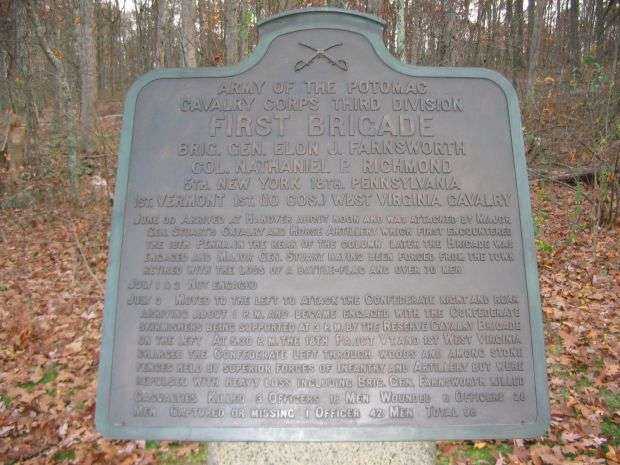 ARMY OF THE POTOMAC
CAVALRY CORPS THIRD DIVISION
FIRST BRIGADE
BRIG. GEN. ELON J. FARNSWORTH
COL. NATHANIEL P. RICHMOND
5TH. NEW YORK 18TH. PENNSYLVANIA
1ST. VERMONT 1ST. (10 COS.) WEST VIRGINIA CAVALRY
JUNE 30 ARRIVED AT HANOVER ABOUT NOON AND WAS ATTACKED BY MAJOR
GEN. STUART'S CAVALRY AND HORSE ARTILLERY WHICH FIRST ENCOUNTERED
THE 18TH PENNA. IN THE REAR OF THE COLUMN LATER THE BRIGADE WAS
ENGAGED AND MAJOR GEN. STUART HAVING BEEN FORCED FROM THE TOWN
RETIRED WITH THE LOSS OF A BATTLE-FLAG AND OVER 70 MEN
JULY 1 & 2 NOT ENGAGED
JULY 3 MOVED TO THE LEFT TO ATTACK THE CONFEDERATE RIGHT AND REAR
ARRIVING ABOUT 1 P.M. AND BECAME ENGAGED WITH THE CONFEDERATE
SKIRMISHERS BEING SUPPORTED AT 3 P.M. BY THE RESERVE CAVALRY BRIGADE
ON THE LEFT AT 5.30 P.M. THE 18TH PA. 1ST VT AND 1ST WEST VIRGINIA
CHARGED THE CONFEDERATE LEFT THROUGH WOODS AND AMONG STONE
FENCES HELD BY SUPERIOR FORCES OF INFANTRY AND ARTILLERY BUT WERE
REPULSED WITH HEAVY LOSS INCLUDING BRIG. GEN. FARNSWORTH KILLED
CASUALTIES KILLED 3 OFFICERS 18 MEN WOUNDED 8 OFFICERS 26
MEN CAPTURED OR MISSING 1 OFFICER 42 MEN TOTAL 98